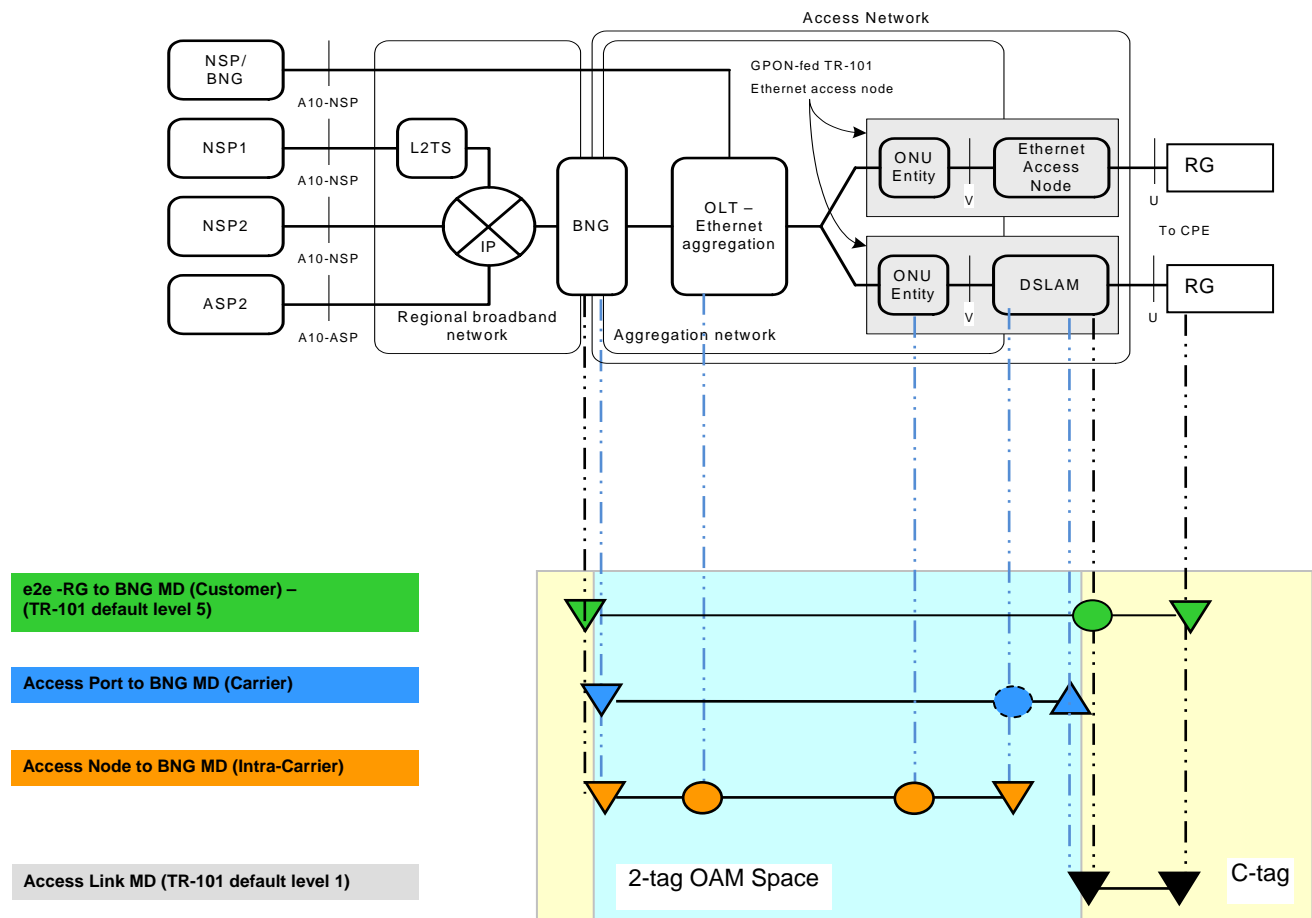 Access Network
NSP/
BNG
GPON-fed TR-101
Ethernet access node
A10-NSP
NSP1
L2TS
ONU
Entity
Ethernet
Access
Node
RG
A10-NSP
V
U
NSP2
IP
BNG
OLT –
Ethernet
aggregation
To CPE
A10-NSP
ASP2
ONU
Entity
DSLAM
RG
A10-ASP
Regional broadband
network
Aggregation network
V
U
e2e -RG to BNG MD (Customer) –
(TR-101 default level 5)
Access Port to BNG MD (Carrier)
Access Node to BNG MD (Intra-Carrier)
Access Link MD (TR-101 default level 1)
2-tag OAM Space
C-tag